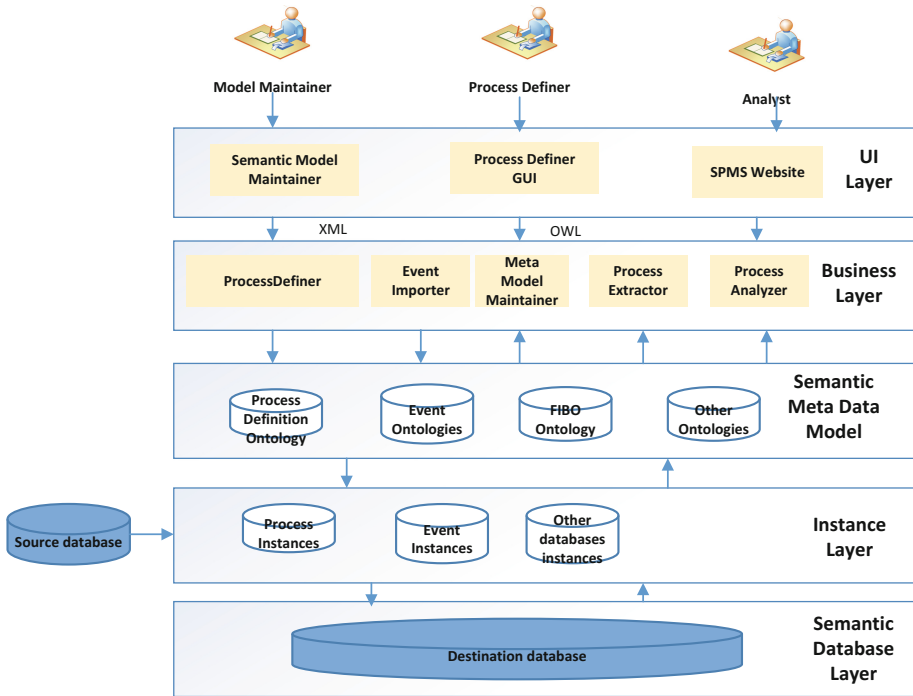 Model Maintainer
Process Definer
Analyst
Semantic Model
Maintainer
Process Definer
GUI
SPMS Website
UI
Layer
XML
OWL
ProcessDefiner
Event
Importer
Meta
Model
Maintainer
Process
Extractor
Process
Analyzer
Business
Layer
Process
Definition
Ontology
Event
Ontologies
FIBO
Ontology
Other
Ontologies
Semantic
Meta Data
Model
Source database
Process
Instances
Event
Instances
Other
databases
instances
Instance
Layer
Destination database
Semantic
Database
Layer